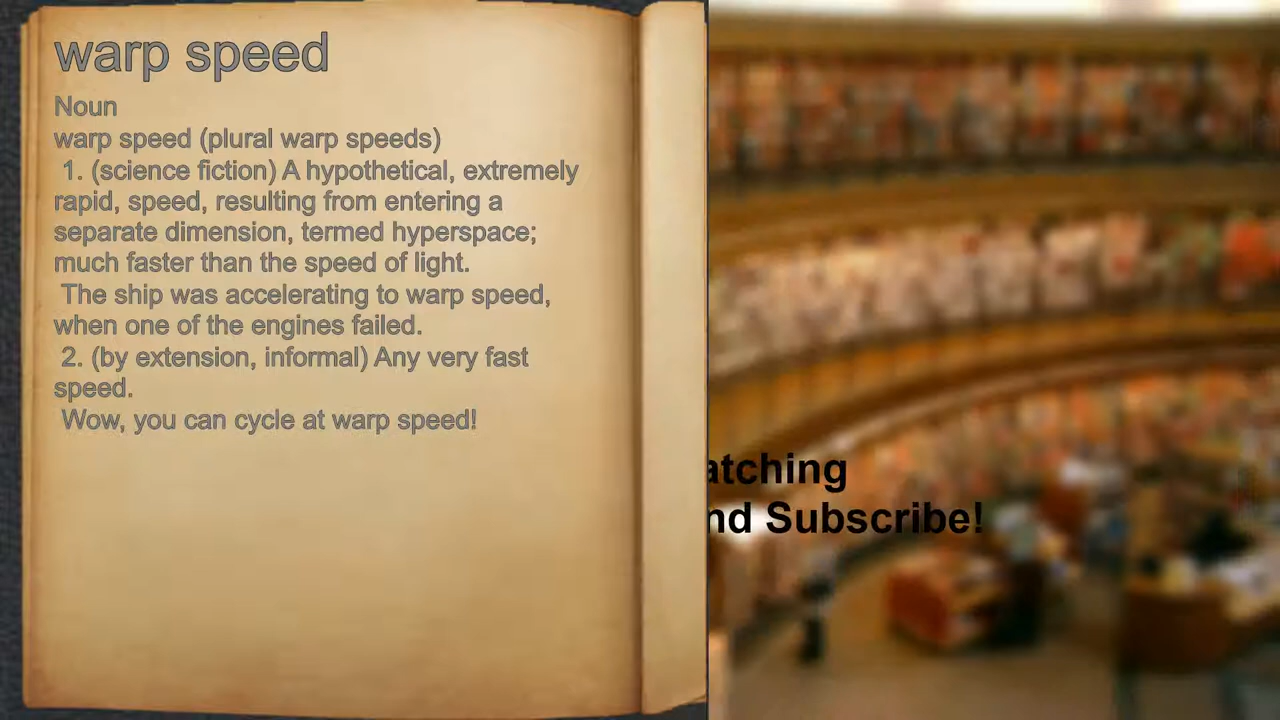 warp speed
Noun
warp speed (plural warp speeds)
1. (science fiction) A hypothetical, extremely
rapid, speed, resulting from entering a
separate dimension, termed hyperspace;
much faster than the speed of light.
The ship was accelerating to warp speed,
when one of the engines failed.
2. (by extension, informal) Any very fast
speed.
Wow, you can cycle at warp speed!
atching
nd Subscribe!